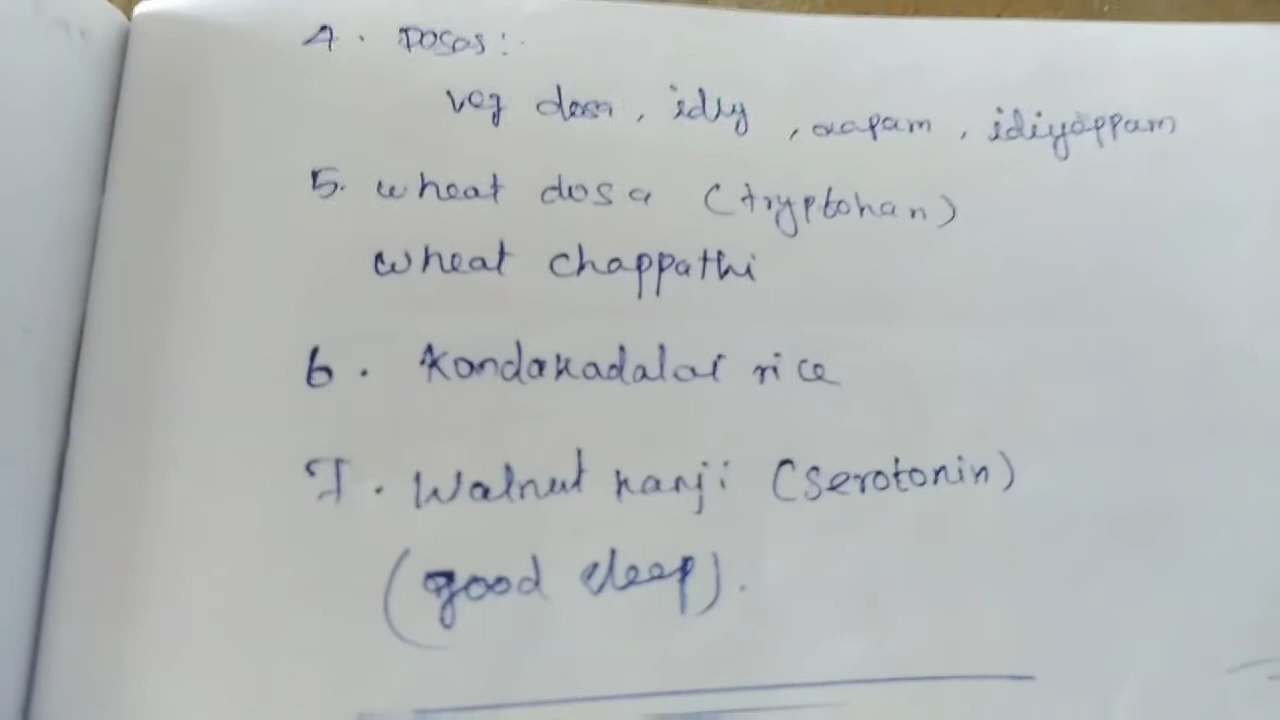 4. Dosas:-
veg dosa, idly, aapam, idiyappam
5. wheat dosa (tryptohan)
wheat chappathi
6. Kondakadalai rice
7. Walnut kanji (serotonin)
(good sleep).